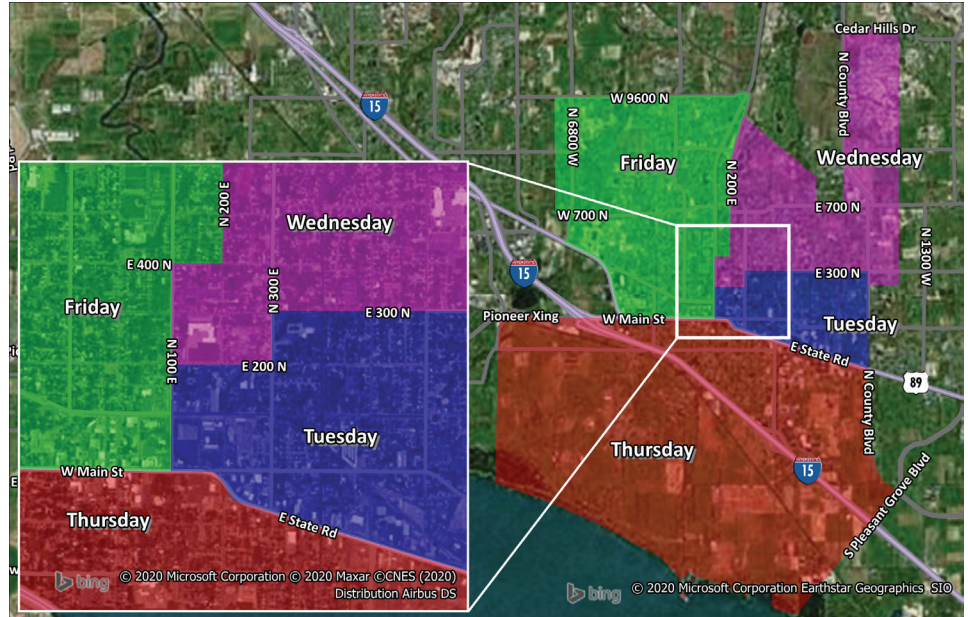 Cedar Hills Dr
N County Blvd
W 9600 N
N 6800 W
Friday
N 200 E
Wednesday
E 700 N
W 700 N
N 1300 W
E 300 N
Pioneer Xing
W Main St
Tuesday
E State Rd
89
N County Blvd
Thursday
S Pleasant Grove Blvd
15
15
15
N 200 E
Wednesday
E 400 N
N 300 E
Friday
E 300 N
N 100 E
E 200 N
Tuesday
W Main St
Thursday
E State Rd
bing
© 2020 Microsoft Corporation © 2020 Maxar ©CNES (2020)
Distribution Airbus DS
bing
© 2020 Microsoft Corporation Earthstar Geographics SIO